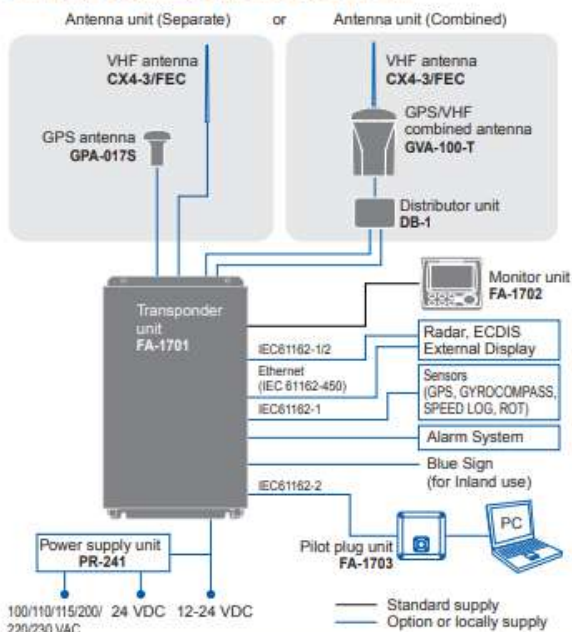 Antenna unit (Separate) or Antenna unit (Combined)
VHF antenna
CX4-3/FEC
GPS antenna
GPA-017S
VHF antenna
CX4-3/FEC
GPS/VHF
combined antenna
GVA-100-T
Distributor unit
DB-1
Transponder
unit
FA-1701
Monitor unit
FA-1702
IEC61162-1/2
Radar, ECDIS
External Display
Ethernet
(IEC 61162-450)
Sensors
(GPS, GYROCOMPASS,
SPEED LOG, ROT)
IEC61162-1
Alarm System
Blue Sign
(for Inland use)
IEC61162-2
Pilot plug unit
FA-1703
PC
Power supply unit
PR-241
100/110/115/200/
220/230 VAC
24 VDC
12-24 VDC
Standard supply
Option or locally supply